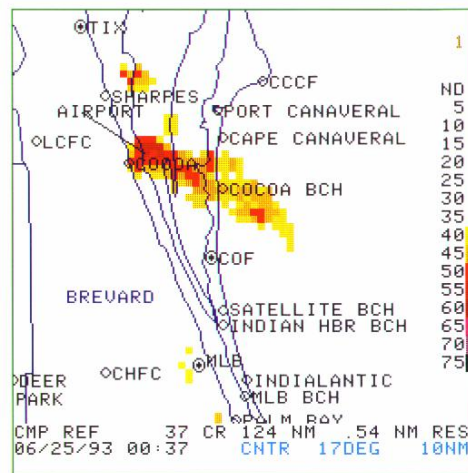 TIX
1
CCCF
SHARPES
AIRPORT
PORT CANAVERAL
LCFC
CAPE CANAVERAL
COCOA
COCOA BCH
COF
BREVARD
SATELLITE BCH
INDIAN HBR BCH
MLB
CHFC
DEER
PARK
INDIALANTIC
MLB BCH
PALM BAY
ND
5
10
15
20
25
30
35
40
45
50
55
60
65
70
75
CMP REF 37 CR 124 NM .54 NM RES
06/25/93 00:37 CNTR 17DEG 10NM